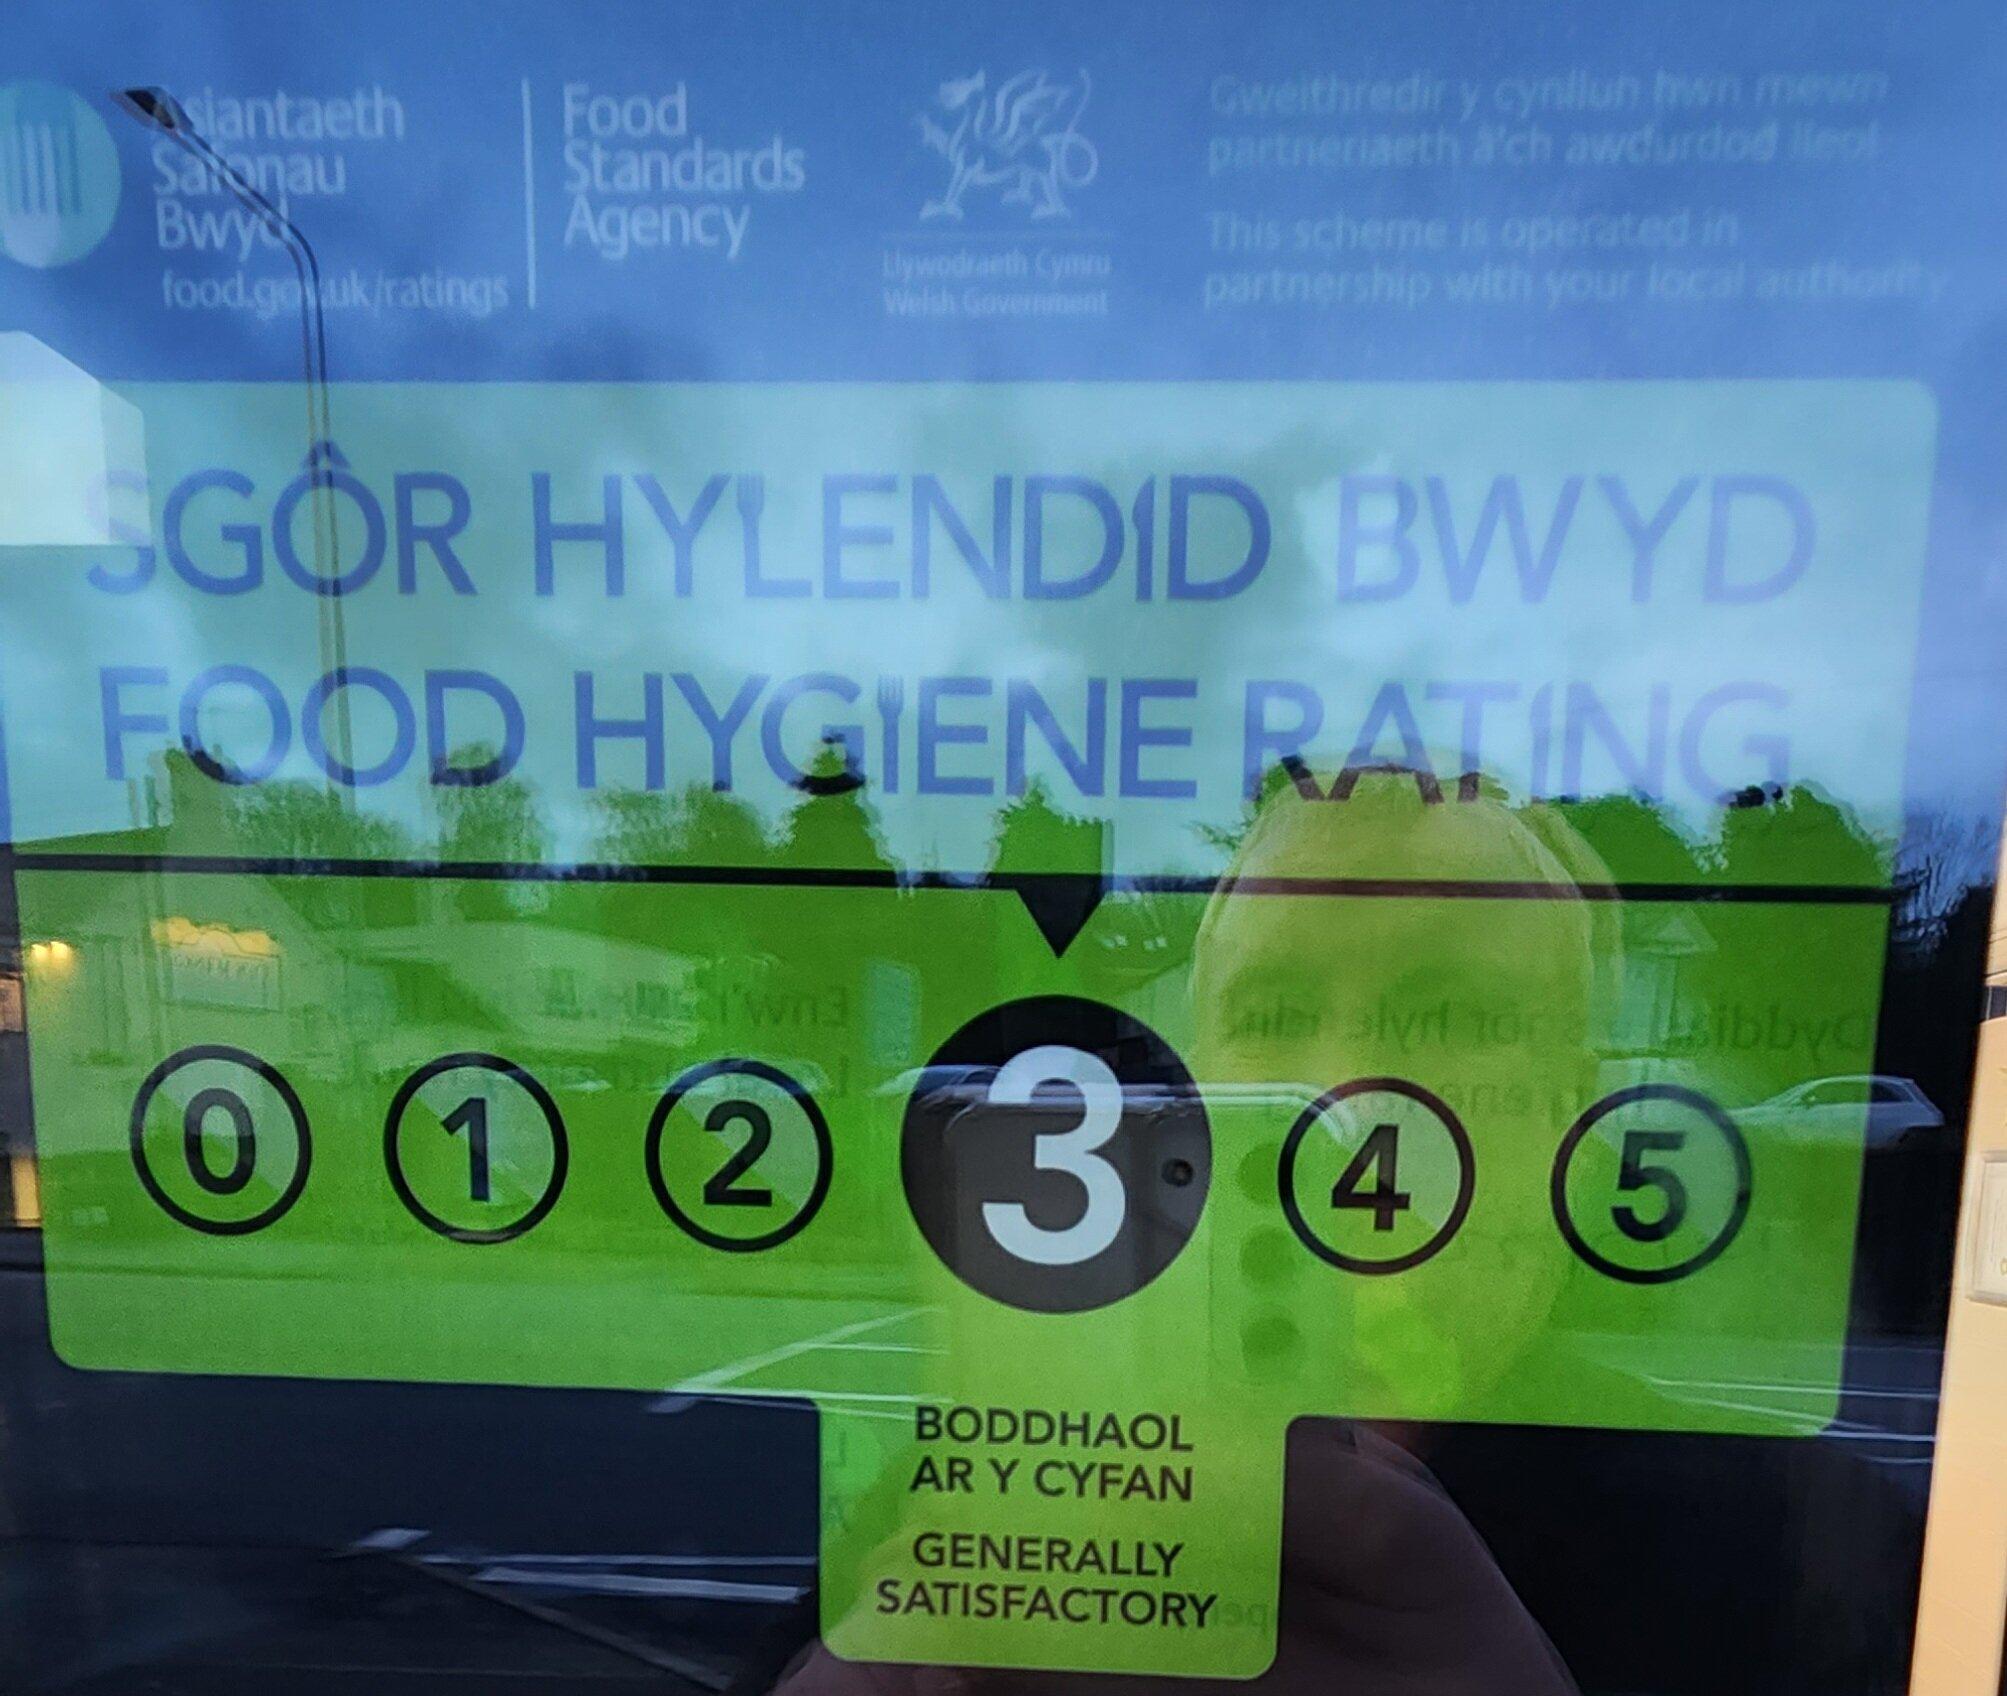 Asiantaeth
Safonau
Bwyd
food.gov.uk/ratings
Food
Standards
Agency
Llywodraeth Cymru
Welsh Government
Gweithredir y cynllun hwn mewn
partneriaeth â'ch awdurdod lleol
This scheme is operated in
partnership with your local authority
SGÔR HYLENDID BWYD
FOOD HYGIENE RATING
0 1 2 3 4 5
BODDHAOL
AR Y CYFAN
GENERALLY
SATISFACTORY